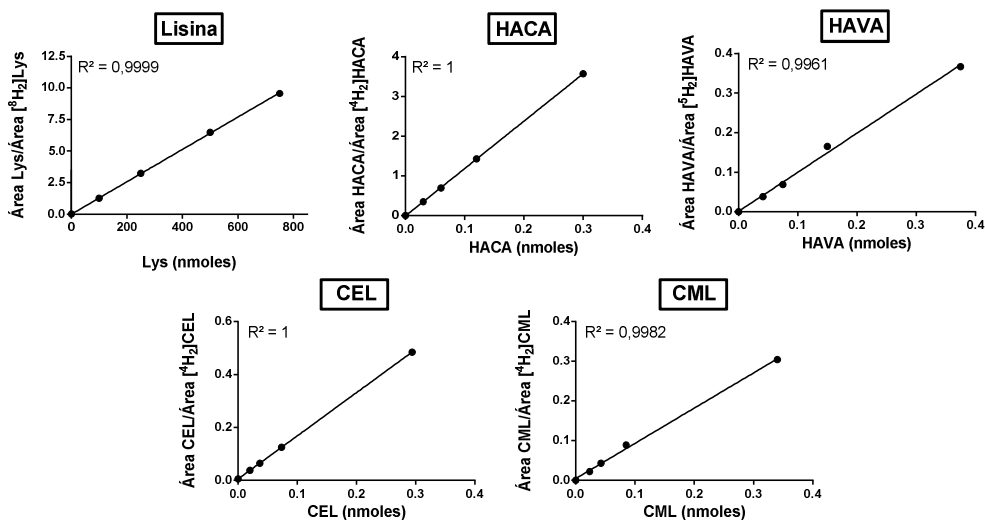 Lisina
R² = 0,9999
Área Lys/Área [⁸H₂]Lys
12.5
10.0
7.5
5.0
2.5
0.0
0
200
400
600
800
Lys (nmoles)
HACA
R² = 1
Área HACA/Área [⁴H₂]HACA
4
3
2
1
0
0.0
0.1
0.2
0.3
0.4
HACA (nmoles)
HAVA
R² = 0,9961
Área HAVA/Área [⁵H₂]HAVA
0.4
0.3
0.2
0.1
0.0
0.0
0.1
0.2
0.3
0.4
HAVA (nmoles)
CEL
R² = 1
Área CEL/Área [⁴H₂]CEL
0.6
0.4
0.2
0.0
0.0
0.1
0.2
0.3
0.4
CEL (nmoles)
CML
R² = 0,9982
Área CML/Área [⁴H₂]CML
0.4
0.3
0.2
0.1
0.0
0.0
0.1
0.2
0.3
0.4
CML (nmoles)